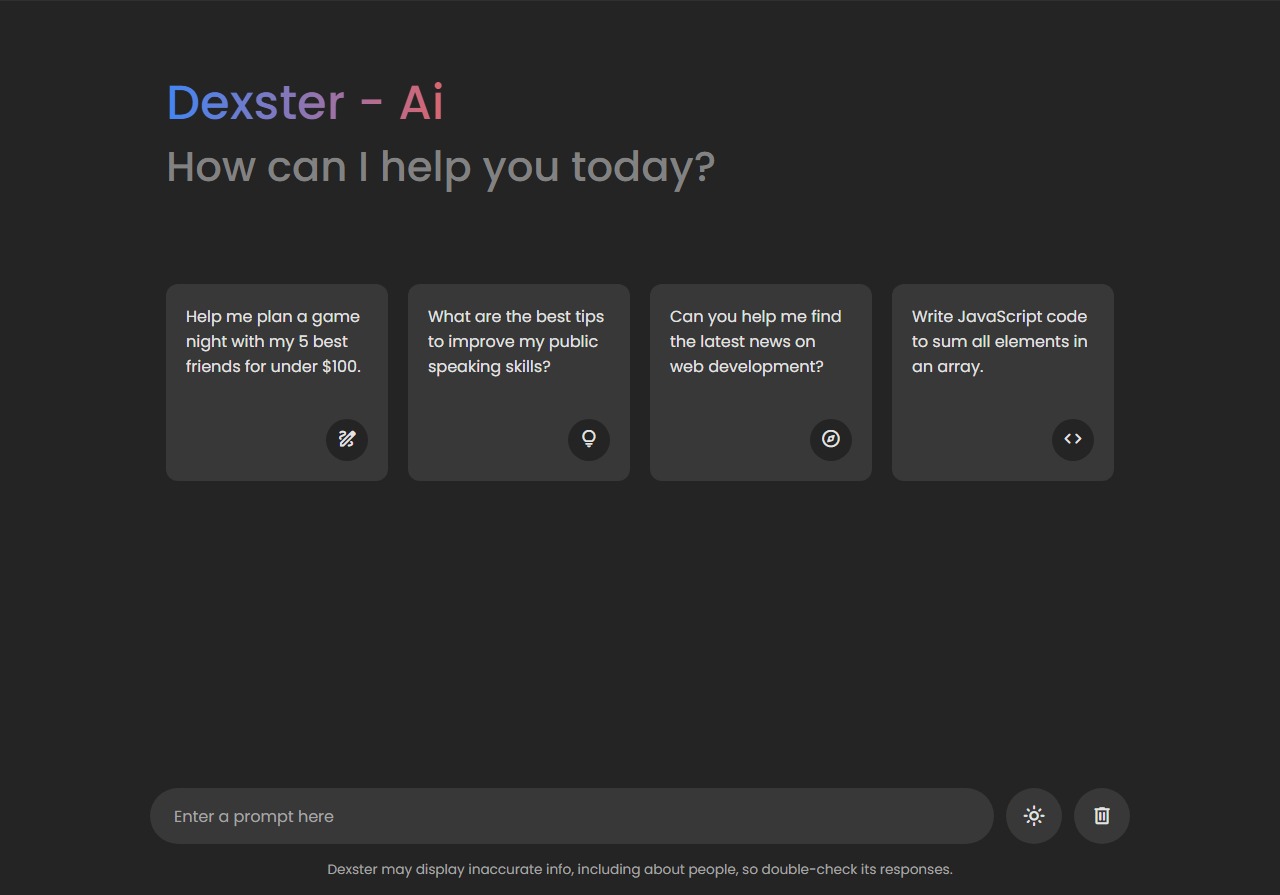 Dexster - Ai
How can I help you today?
Help me plan a game
night with my 5 best
friends for under $100.
What are the best tips
to improve my public
speaking skills?
Can you help me find
the latest news on
web development?
Write JavaScript code
to sum all elements in
an array.
Enter a prompt here
Dexster may display inaccurate info, including about people, so double-check its responses.